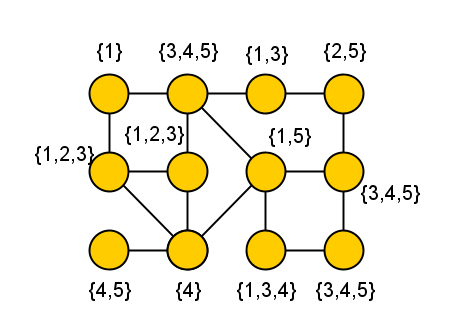 {1} {3,4,5} {1,3} {2,5}
{1,2,3} {1,2,3} {1,5}
{3,4,5}
{4,5} {4} {1,3,4} {3,4,5}